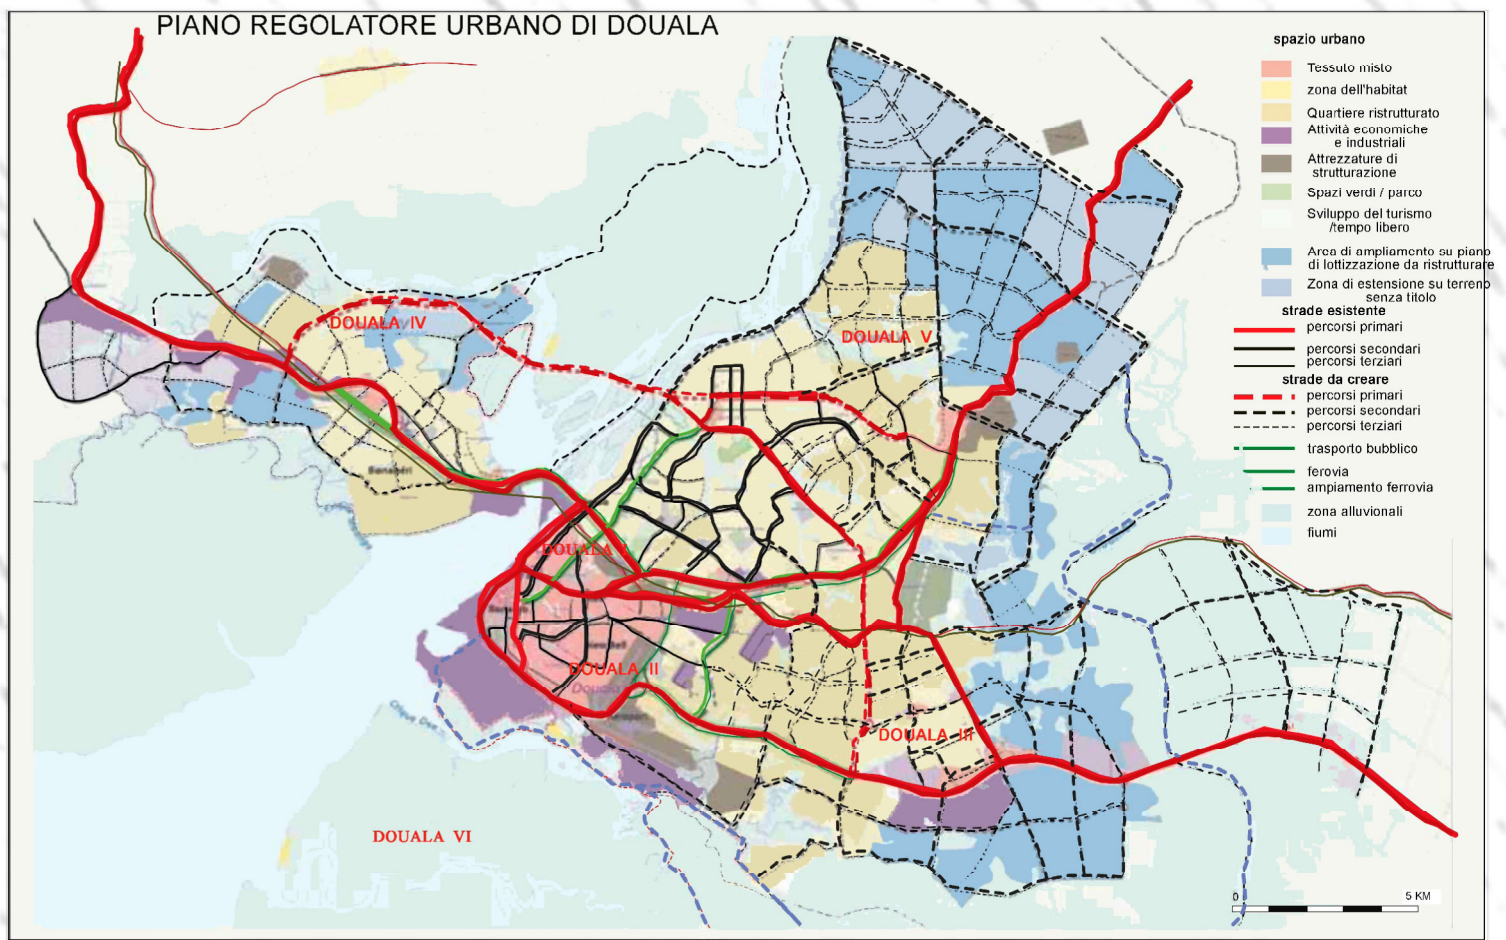 PIANO REGOLATORE URBANO DI DOUALA
spazio urbano
Tessuto misto
zona dell'habitat
Quartiere ristrutturato
Attività economiche
e industriali
Attrezzature di
strutturazione
Spazi verdi / parco
Sviluppo del turismo
/tempo libero
Area di ampliamento su piano
di lottizzazione da ristrutturare
Zona di estensione su terreno
senza titolo
strade esistente
percorsi primari
percorsi secondari
percorsi terziari
strade da creare
percorsi primari
percorsi secondari
percorsi terziari
trasporto bubblico
ferovia
ampiamento ferrovia
zona alluvionali
fiumi
DOUALA IV
DOUALA V
DOUALA
DOUALA II
DOUALA III
DOUALA VI
0
5 KM